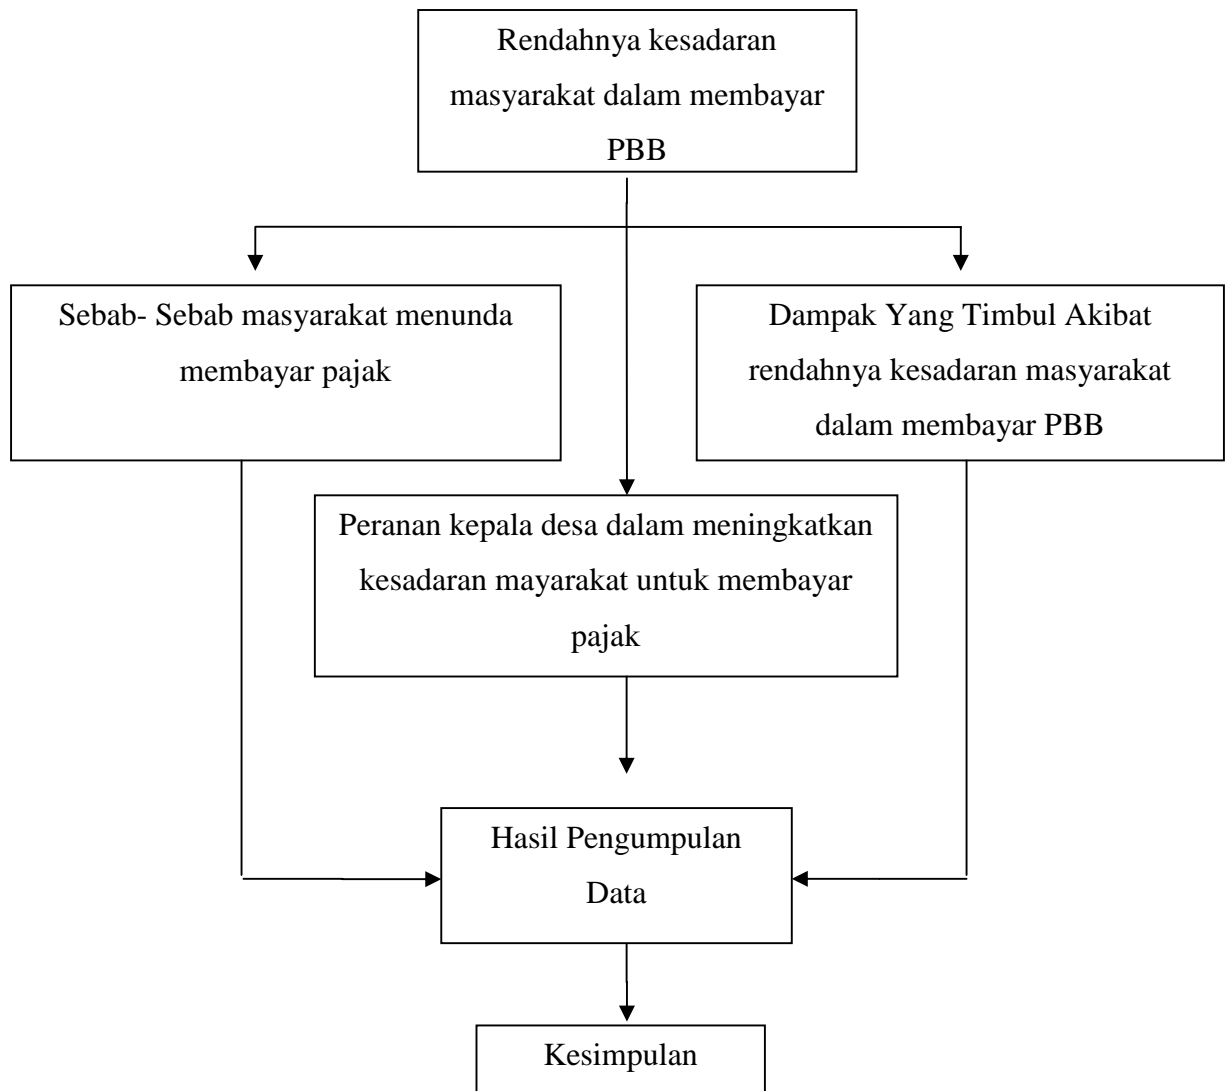 Rendahnya kesadaran
masyarakat dalam membayar
PBB
Sebab- Sebab masyarakat menunda
membayar pajak
Dampak Yang Timbul Akibat
rendahnya kesadaran masyarakat
dalam membayar PBB
Peranan kepala desa dalam meningkatkan
kesadaran mayarakat untuk membayar
pajak
Hasil Pengumpulan
Data
Kesimpulan